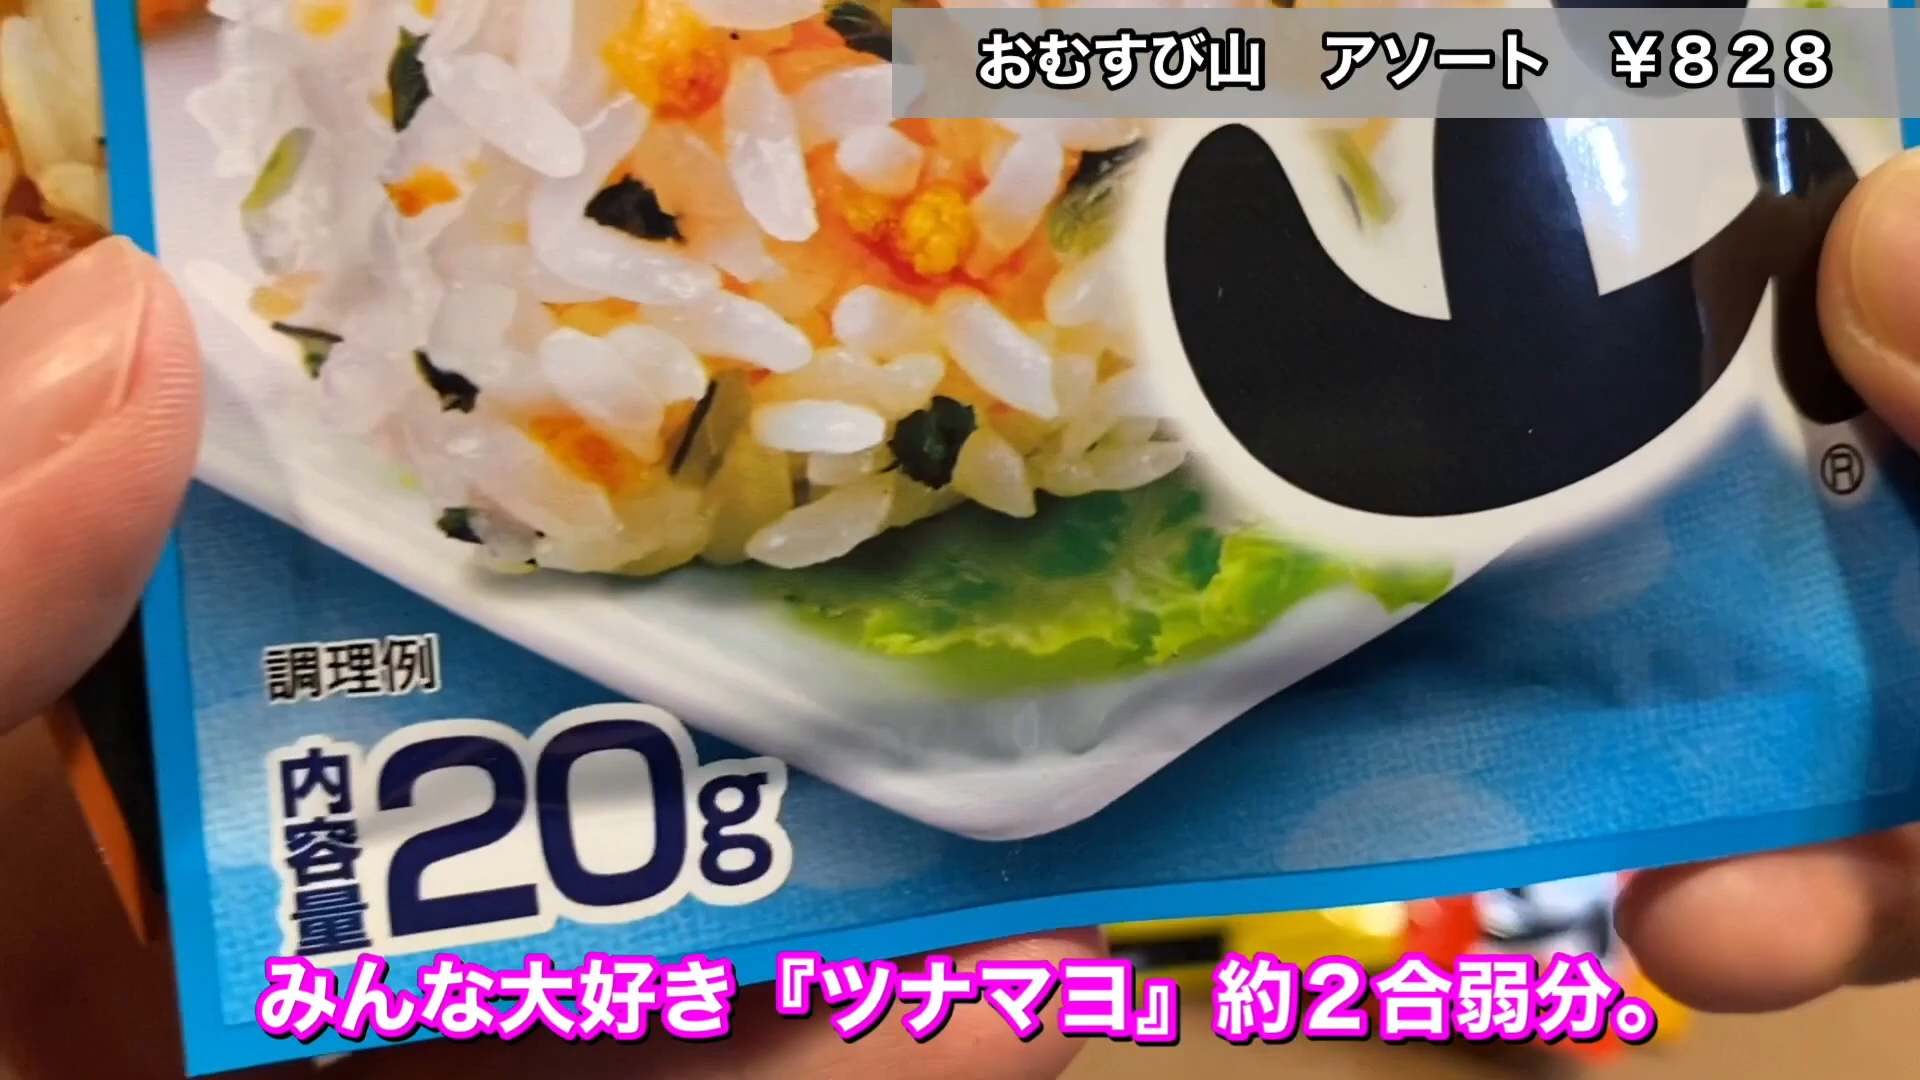 おむすび山　アソート　￥８２８
®
調理例
内容量20g
みんな大好き『ツナマヨ』約２合弱分。